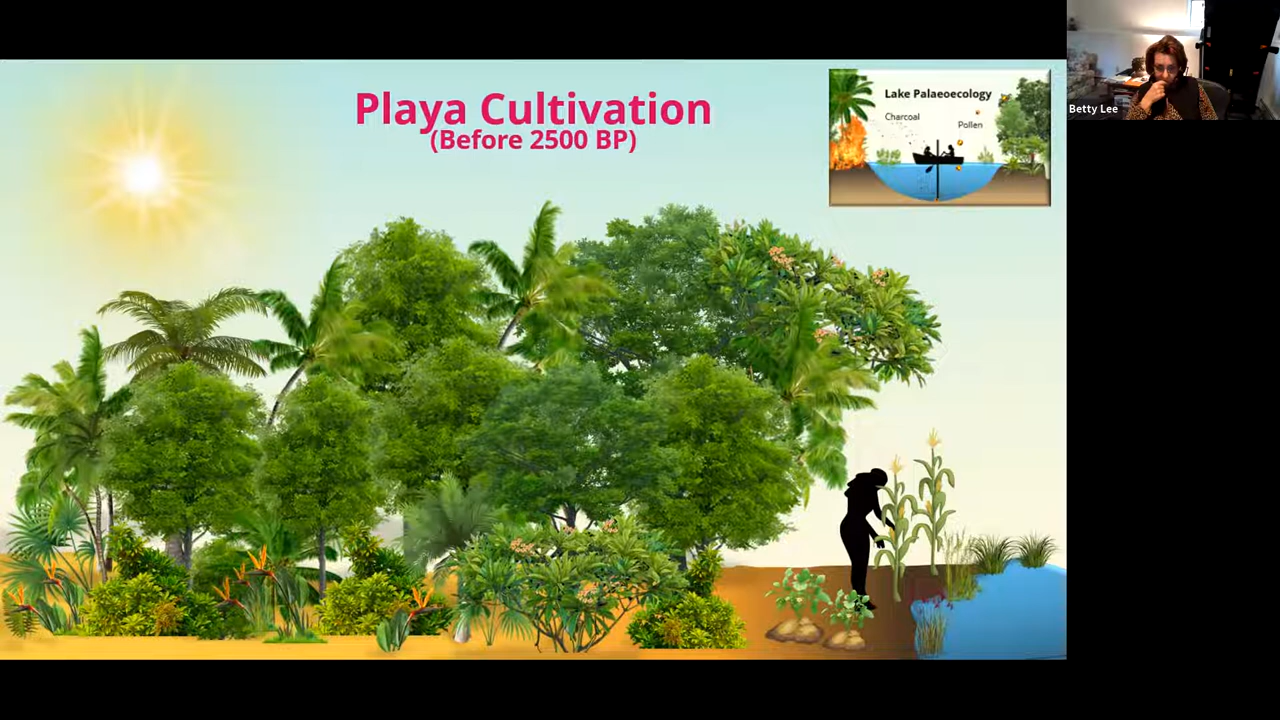 Playa Cultivation
(Before 2500 BP)
Lake Palaeoecology
Charcoal
Pollen
Betty Lee